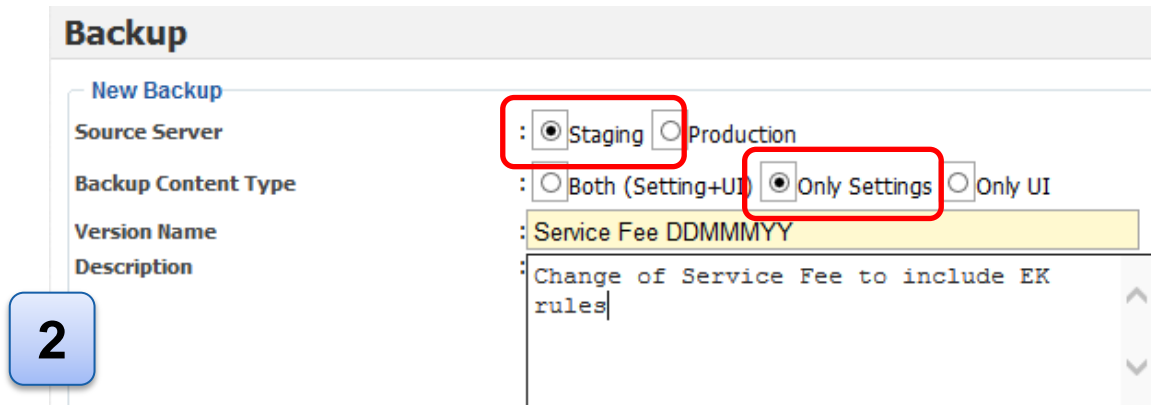 Backup
New Backup
Source Server : Staging Production
Backup Content Type : Both (Setting+UI) Only Settings Only UI
Version Name : Service Fee DDMMMYY
Description : Change of Service Fee to include EK
rules
2